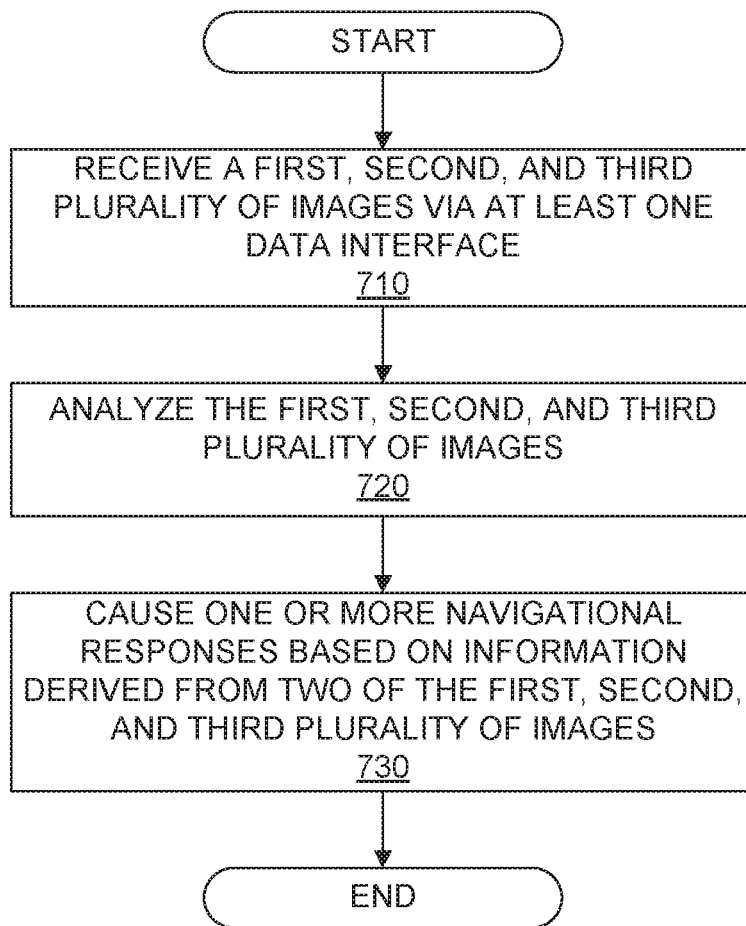 START
RECEIVE A FIRST, SECOND, AND THIRD
PLURALITY OF IMAGES VIA AT LEAST ONE
DATA INTERFACE
710
ANALYZE THE FIRST, SECOND, AND THIRD
PLURALITY OF IMAGES
720
CAUSE ONE OR MORE NAVIGATIONAL
RESPONSES BASED ON INFORMATION
DERIVED FROM TWO OF THE FIRST, SECOND,
AND THIRD PLURALITY OF IMAGES
730
END